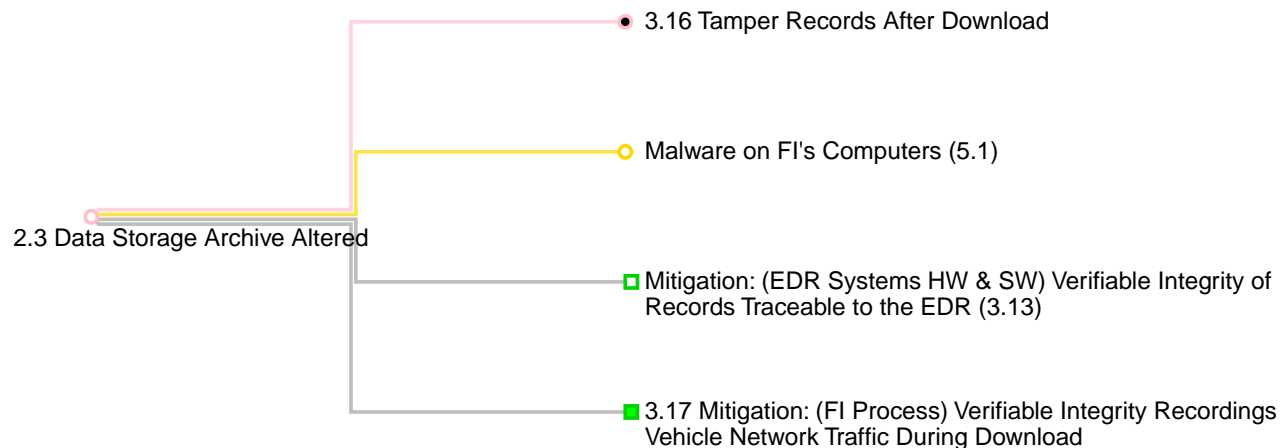 3.16 Tamper Records After Download
Malware on FI's Computers (5.1)
2.3 Data Storage Archive Altered
Mitigation: (EDR Systems HW & SW) Verifiable Integrity of
Records Traceable to the EDR (3.13)
3.17 Mitigation: (FI Process) Verifiable Integrity Recordings
Vehicle Network Traffic During Download